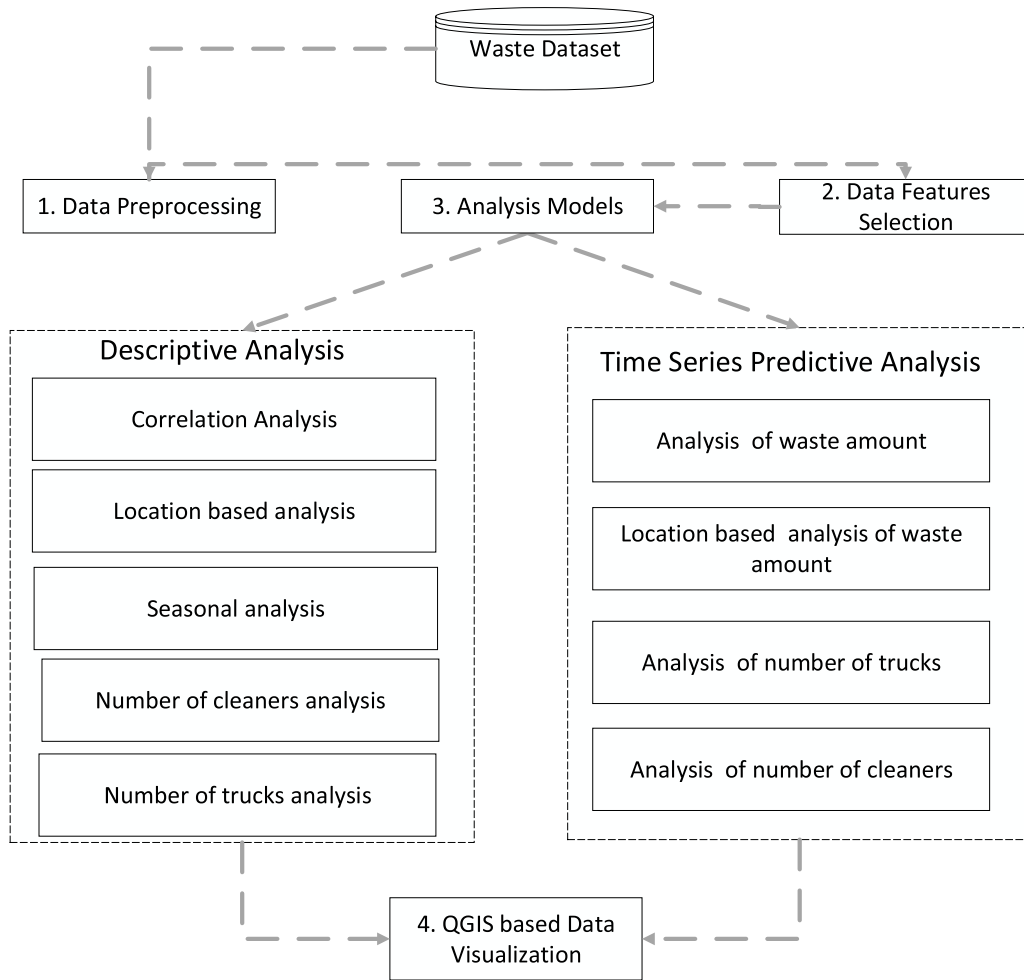 Waste Dataset
1. Data Preprocessing
3. Analysis Models
2. Data Features
Selection
Descriptive Analysis
Correlation Analysis
Location based analysis
Seasonal analysis
Number of cleaners analysis
Number of trucks analysis
Time Series Predictive Analysis
Analysis of waste amount
Location based analysis of waste
amount
Analysis of number of trucks
Analysis of number of cleaners
4. QGIS based Data
Visualization